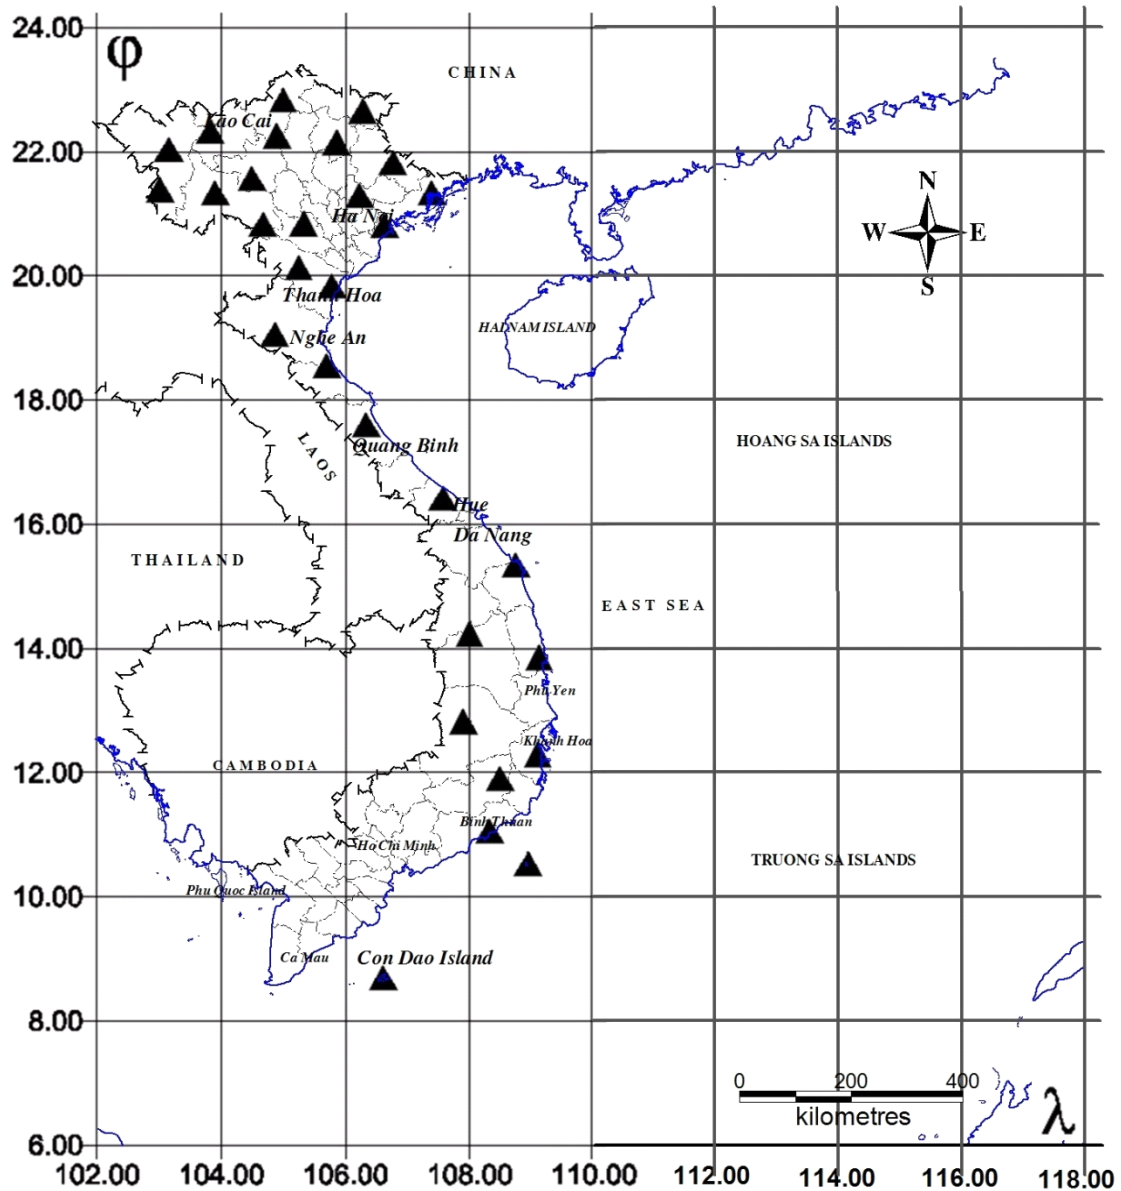 24.00
φ
CHINA
Lao Cai
22.00
N
Ha Noi
W E
20.00
S
Thanh Hoa
HAINAM ISLAND
Nghe An
18.00
HOANG SA ISLANDS
LAOS
Quang Binh
Hue
16.00
Da Nang
THAILAND
EAST SEA
14.00
Phu Yen
Khanh Hoa
CAMBODIA
12.00
Binh Thuan
Ho Chi Minh
TRUONG SA ISLANDS
Phu Quoc Island
10.00
Ca Mau
Con Dao Island
8.00
0 200 400
kilometres
λ
6.00
102.00 104.00 106.00 108.00 110.00 112.00 114.00 116.00 118.00